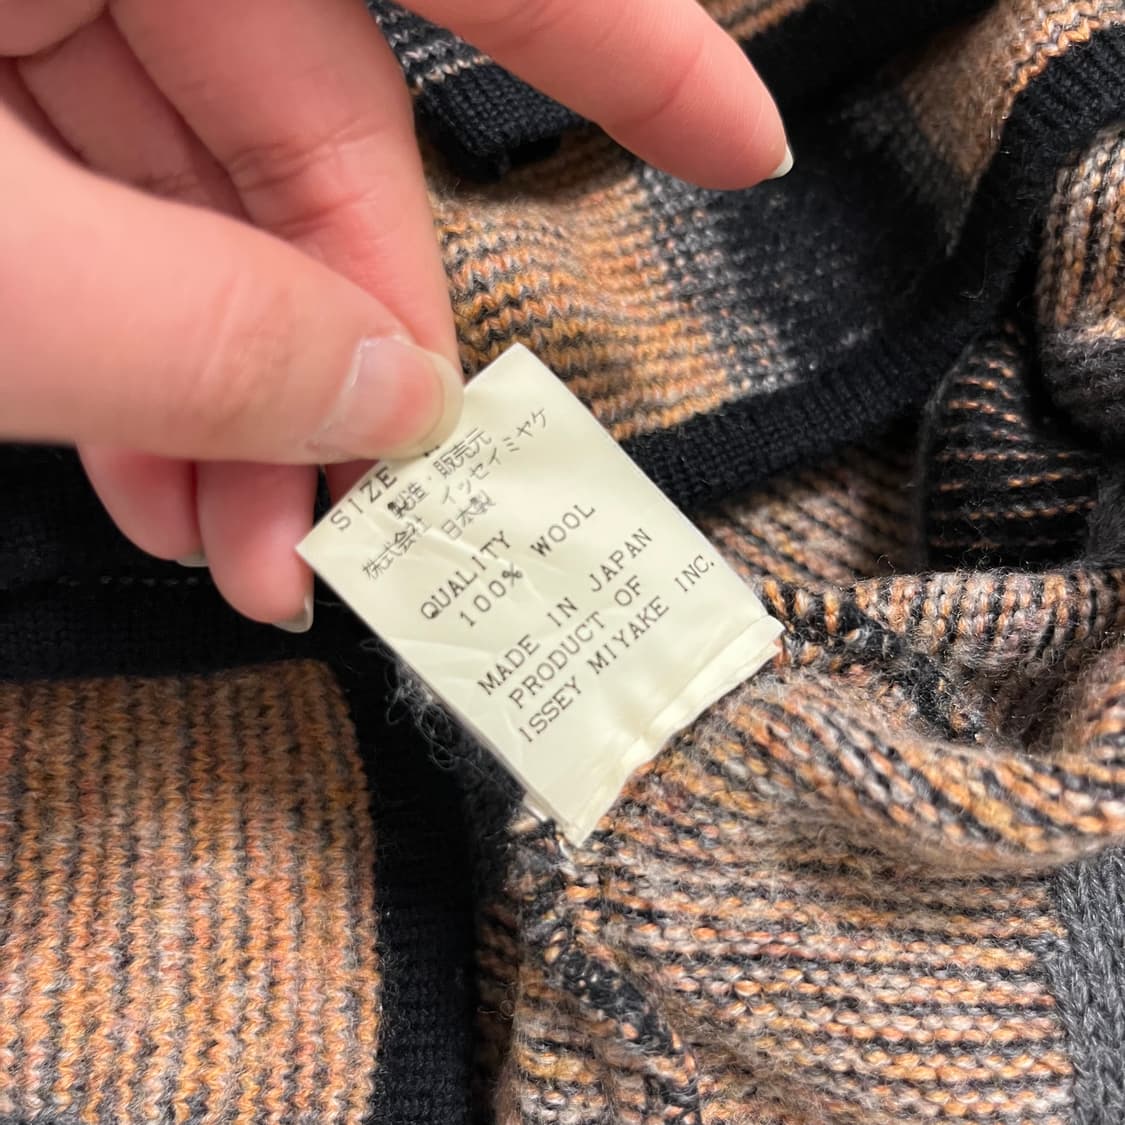 SIZE
製造・販売元
株式会社 イッセイミヤケ
日本製
QUALITY
100% WOOL
MADE IN JAPAN
PRODUCT OF
ISSEY MIYAKE INC.